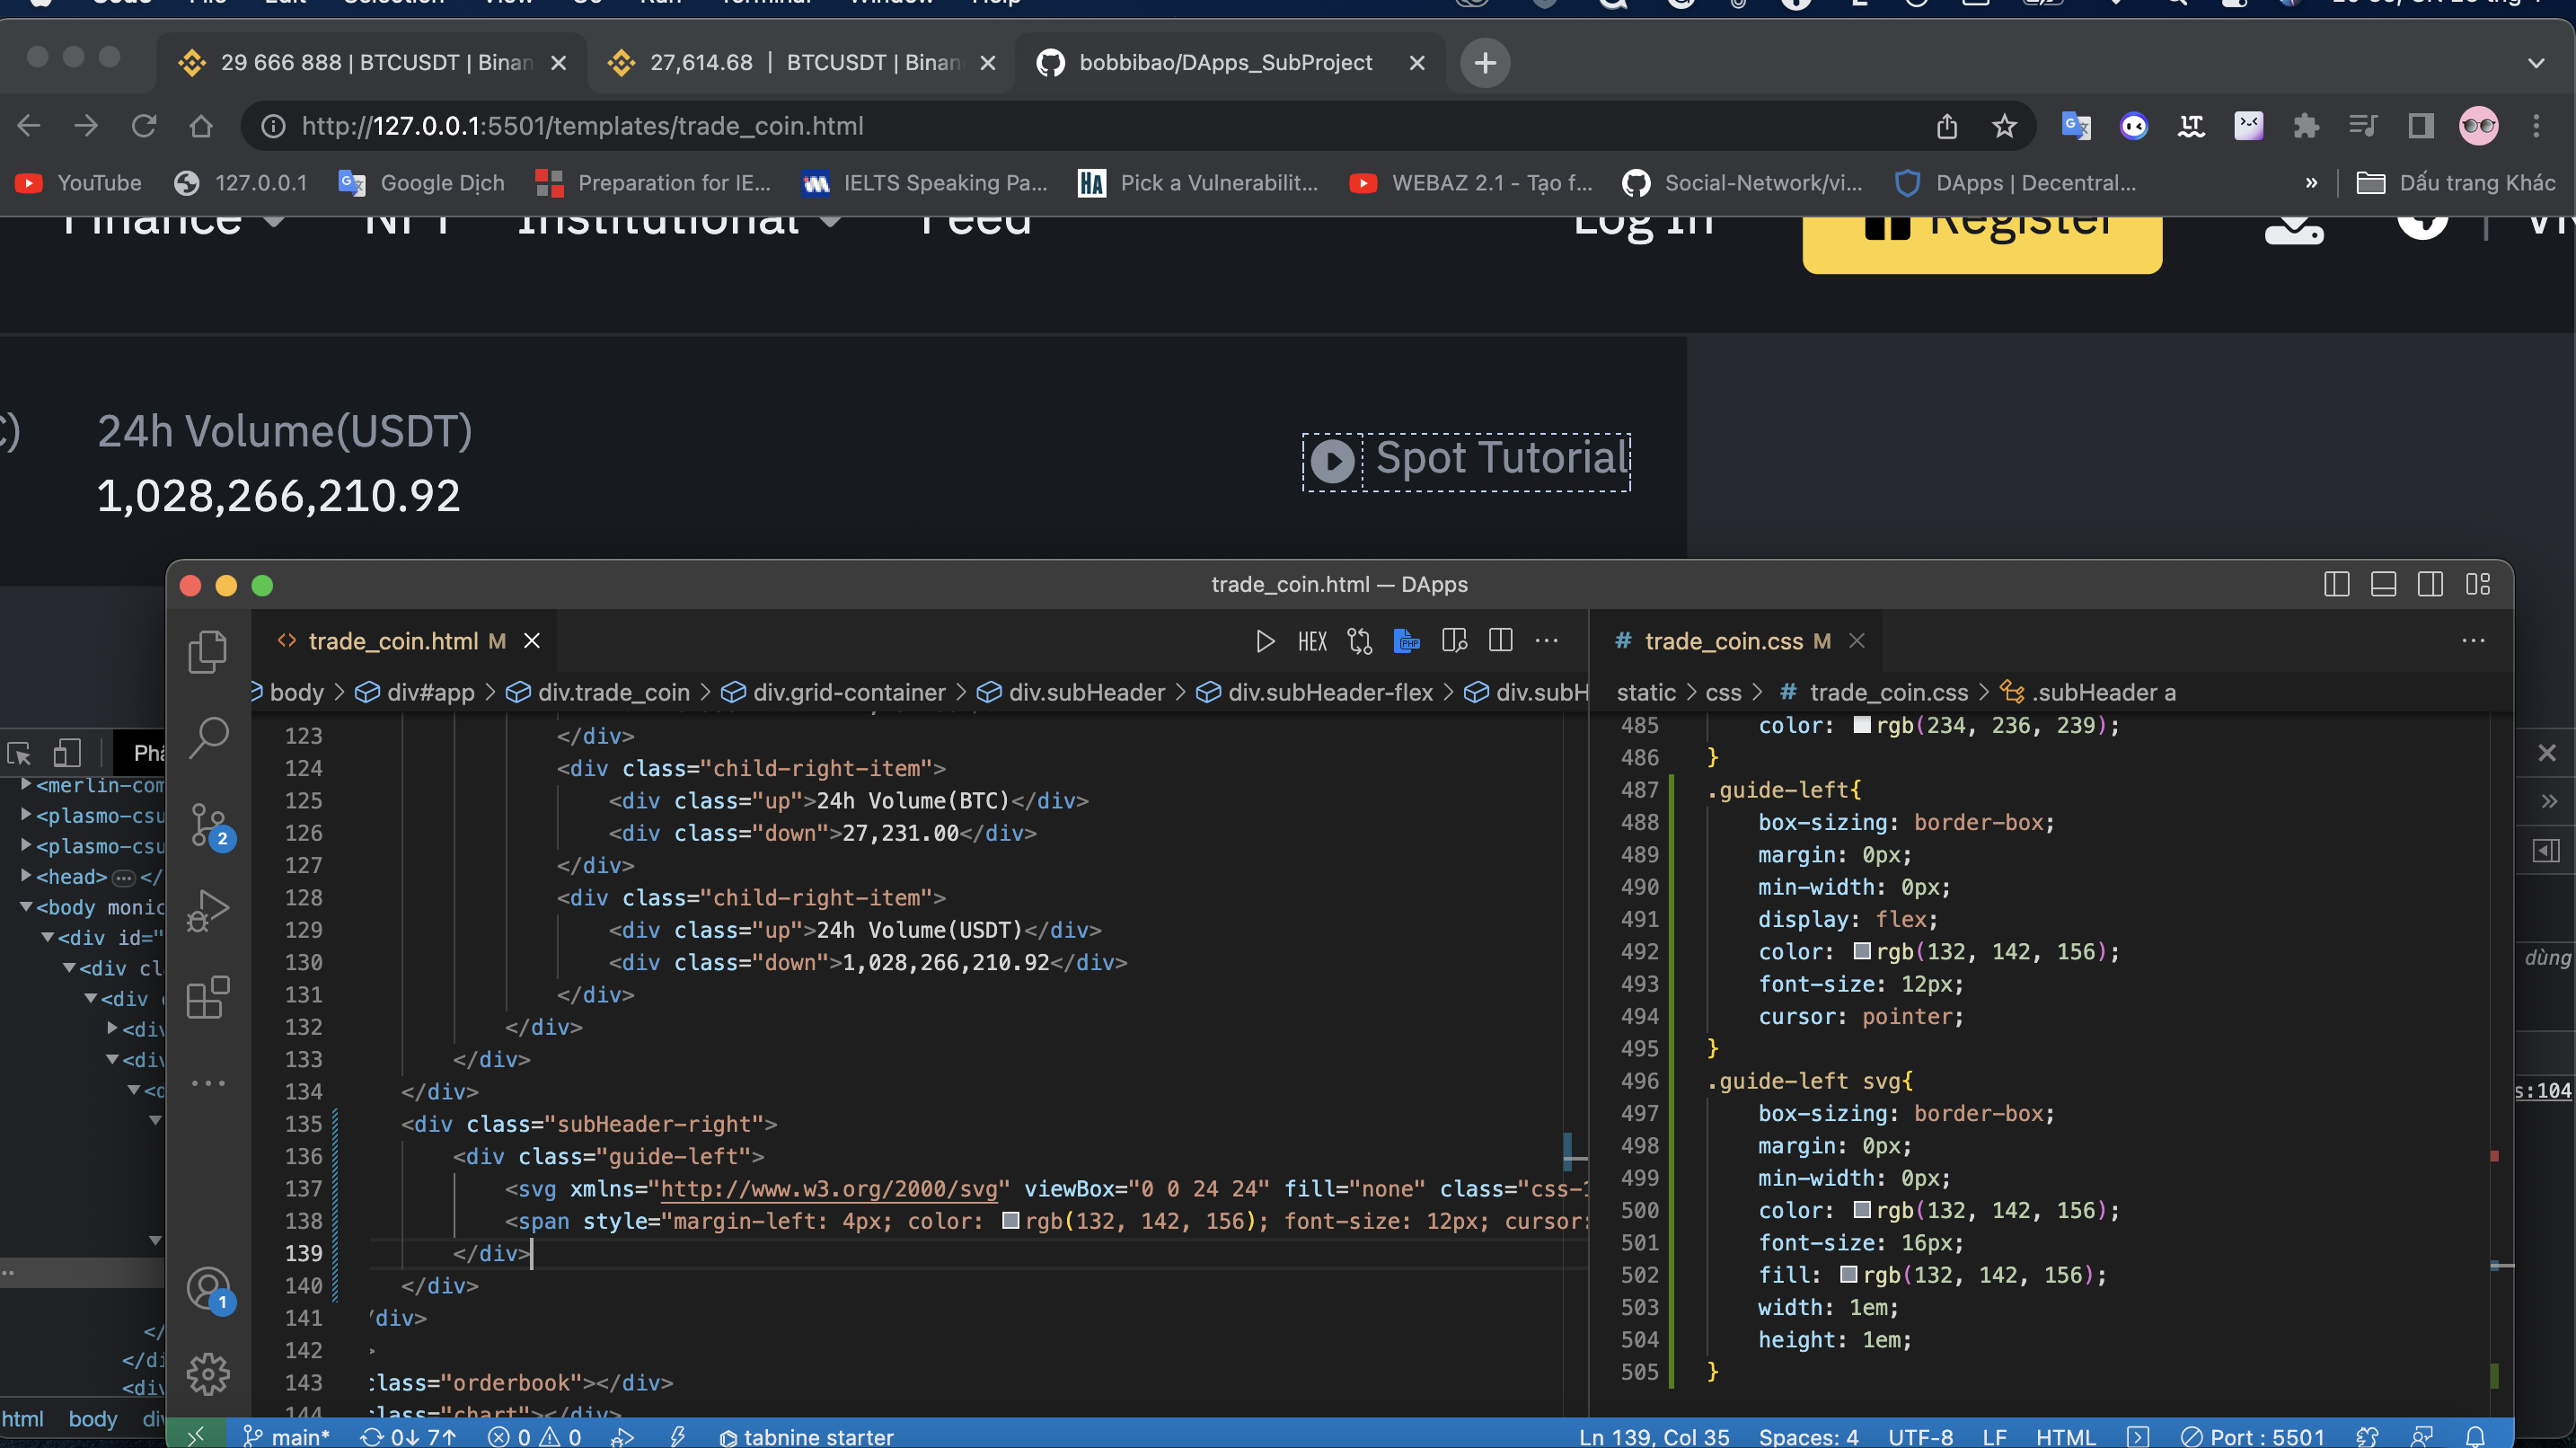 Code File Edit Selection View Go Run Terminal Window Help
29 666 888 | BTCUSDT | Binan
27,614.68 | BTCUSDT | Binan
bobbibao/DApps_SubProject
http://127.0.0.1:5501/templates/trade_coin.html
YouTube 127.0.0.1 Google Dịch Preparation for IE... IELTS Speaking Pa... Pick a Vulnerabilit... WEBAZ 2.1 - Tạo f... Social-Network/vi... DApps | Decentral... » Dấu trang Khác
Finance NFT Institutional Feed Log In Register
24h Volume(USDT)
1,028,266,210.92
Spot Tutorial
trade_coin.html — DApps
trade_coin.html M
HEX
body > div#app > div.trade_coin > div.grid-container > div.subHeader > div.subHeader-flex > div.subH
123 </div>
124 <div class="child-right-item">
125 <div class="up">24h Volume(BTC)</div>
126 <div class="down">27,231.00</div>
127 </div>
128 <div class="child-right-item">
129 <div class="up">24h Volume(USDT)</div>
130 <div class="down">1,028,266,210.92</div>
131 </div>
132 </div>
133 </div>
134 </div>
135 <div class="subHeader-right">
136 <div class="guide-left">
137 <svg xmlns="http://www.w3.org/2000/svg" viewBox="0 0 24 24" fill="none" class="css-1
138 <span style="margin-left: 4px; color: rgb(132, 142, 156); font-size: 12px; cursor:
139 </div>
140 </div>
141 /div>
142 >
143 class="orderbook"></div>
144 class="chart"></div>
# trade_coin.css M
static > css > # trade_coin.css > .subHeader a
485 color: rgb(234, 236, 239);
486 }
487 .guide-left{
488 box-sizing: border-box;
489 margin: 0px;
490 min-width: 0px;
491 display: flex;
492 color: rgb(132, 142, 156);
493 font-size: 12px;
494 cursor: pointer;
495 }
496 .guide-left svg{
497 box-sizing: border-box;
498 margin: 0px;
499 min-width: 0px;
500 color: rgb(132, 142, 156);
501 font-size: 16px;
502 fill: rgb(132, 142, 156);
503 width: 1em;
504 height: 1em;
505 }
<merlin-com
<plasmo-csu
<plasmo-csu
<head> ... </
<body monic
<div id="
<div cl
<div
<div
<div
</di
<div
html body div
dùng
s:104
2
1
main* 0↓ 7↑ 0 0 tabnine starter
Ln 139, Col 35 Spaces: 4 UTF-8 LF HTML Port : 5501